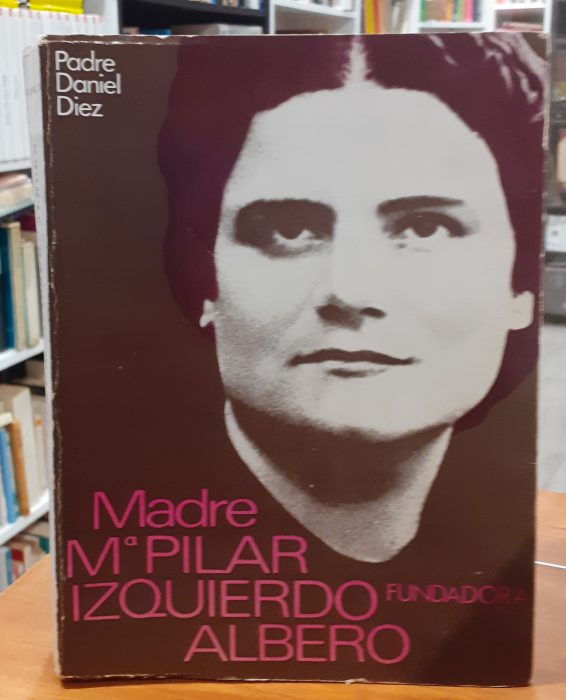 Padre
Daniel
Diez
Madre
Mª PILAR
IZQUIERDO FUNDADORA
ALBERO